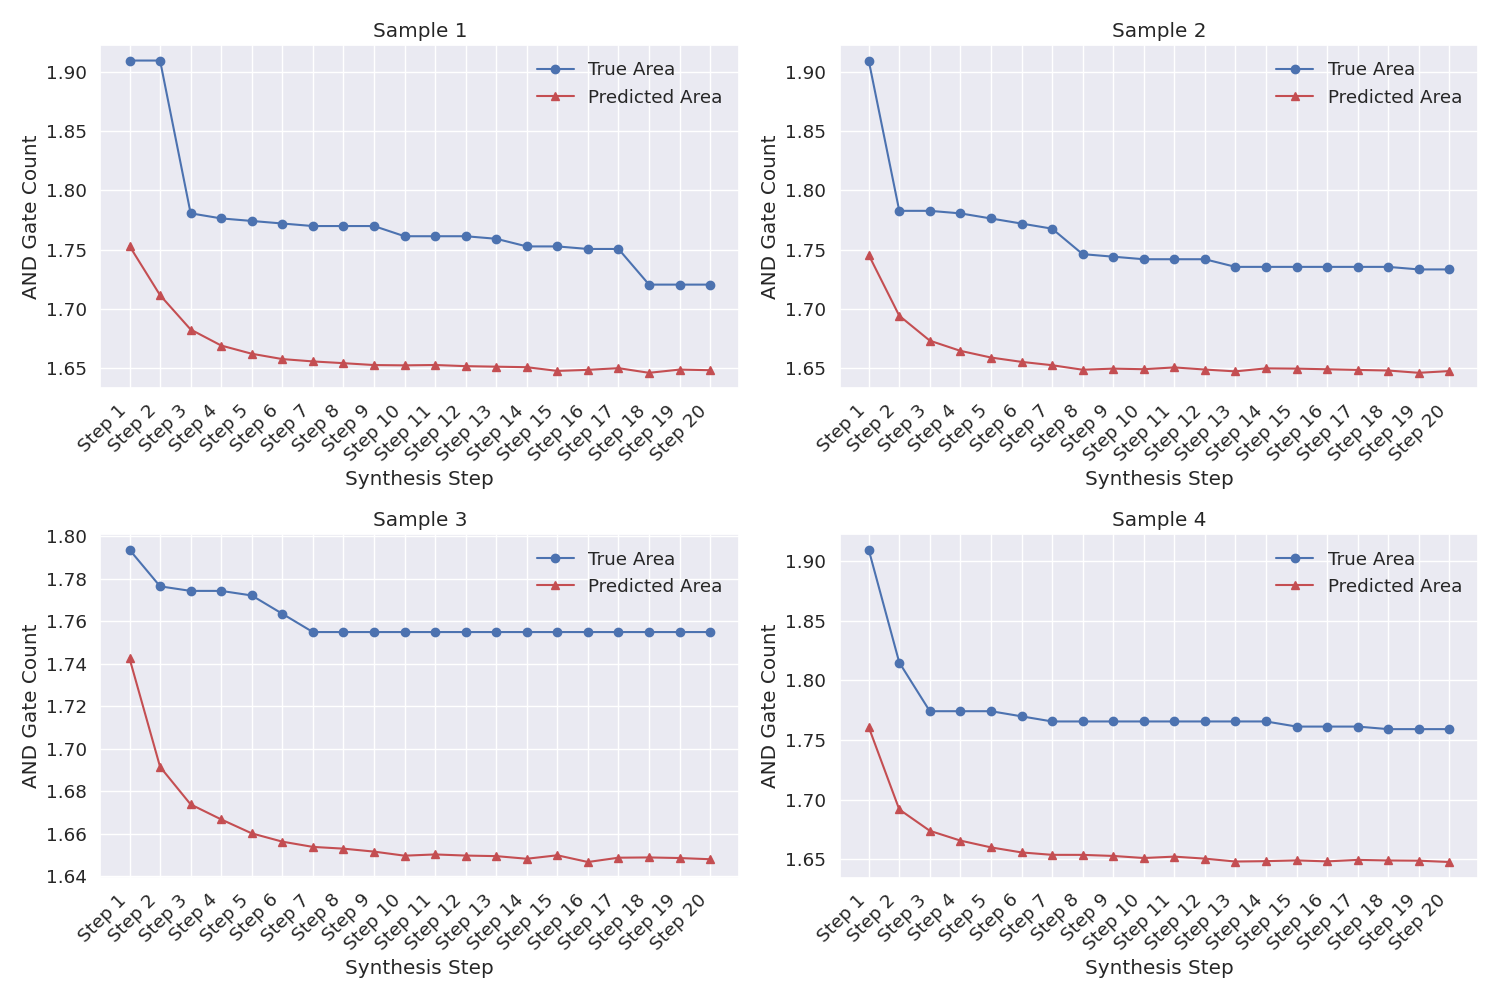 Sample 1
True Area
Predicted Area
AND Gate Count
1.90
1.85
1.80
1.75
1.70
1.65
Step 1
Step 2
Step 3
Step 4
Step 5
Step 6
Step 7
Step 8
Step 9
Step 10
Step 11
Step 12
Step 13
Step 14
Step 15
Step 16
Step 17
Step 18
Step 19
Step 20
Synthesis Step
Sample 2
True Area
Predicted Area
AND Gate Count
1.90
1.85
1.80
1.75
1.70
1.65
Step 1
Step 2
Step 3
Step 4
Step 5
Step 6
Step 7
Step 8
Step 9
Step 10
Step 11
Step 12
Step 13
Step 14
Step 15
Step 16
Step 17
Step 18
Step 19
Step 20
Synthesis Step
Sample 3
True Area
Predicted Area
AND Gate Count
1.80
1.78
1.76
1.74
1.72
1.70
1.68
1.66
1.64
Step 1
Step 2
Step 3
Step 4
Step 5
Step 6
Step 7
Step 8
Step 9
Step 10
Step 11
Step 12
Step 13
Step 14
Step 15
Step 16
Step 17
Step 18
Step 19
Step 20
Synthesis Step
Sample 4
True Area
Predicted Area
AND Gate Count
1.90
1.85
1.80
1.75
1.70
1.65
Step 1
Step 2
Step 3
Step 4
Step 5
Step 6
Step 7
Step 8
Step 9
Step 10
Step 11
Step 12
Step 13
Step 14
Step 15
Step 16
Step 17
Step 18
Step 19
Step 20
Synthesis Step